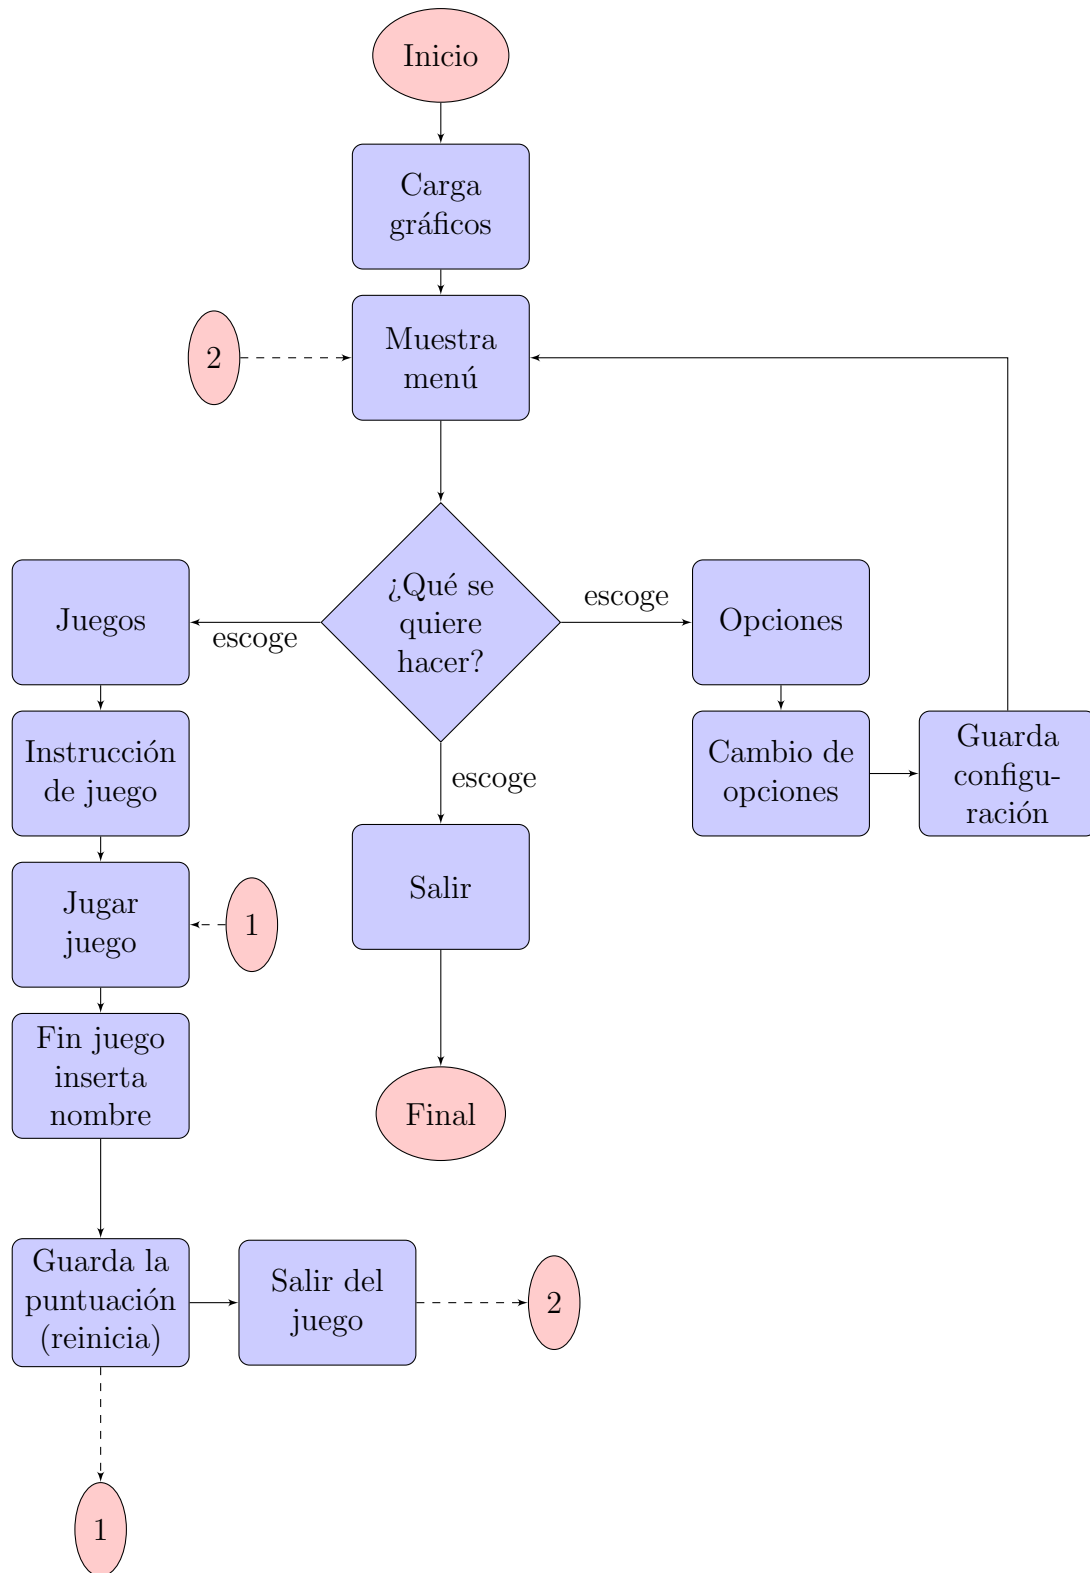 Inicio
Carga
gráficos
2
Muestra
menú
Juegos
escoge
¿Qué se
quiere
hacer?
escoge
Opciones
Instrucción
de juego
escoge
Cambio de
opciones
Guarda
configu-
ración
Jugar
juego
1
Salir
Fin juego
inserta
nombre
Final
Guarda la
puntuación
(reinicia)
Salir del
juego
2
1